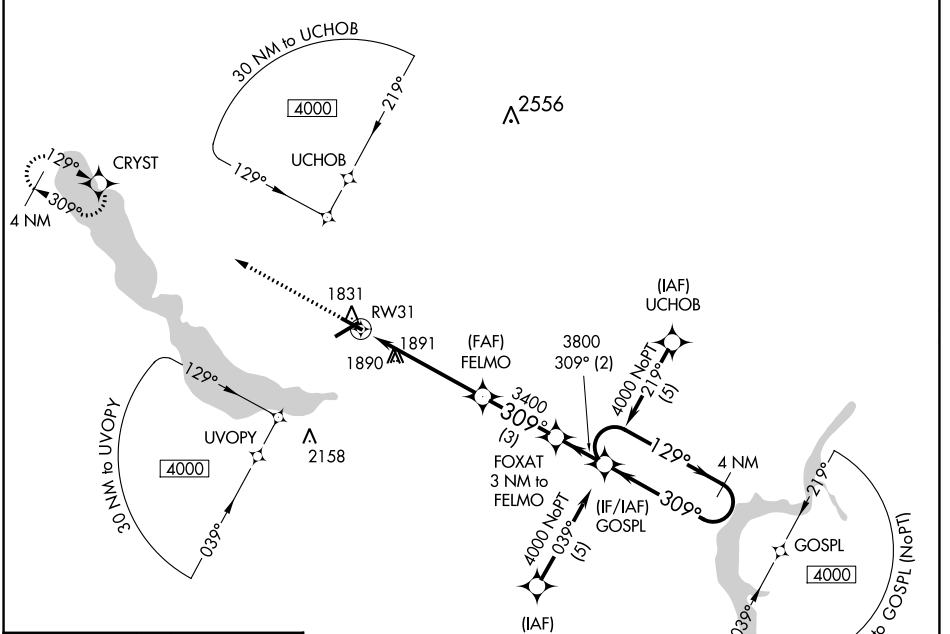 30 NM to UCHOB
4000
219°
UCHOB
129°
2556
129°
CRYST
309°
4 NM
1831
RW31
1890
1891
(FAF)
FELMO
3800
309° (2)
(IAF)
UCHOB
4000 NoPT
219°
(5)
3400
309°
(3)
FOXAT
3 NM to
FELMO
(IF/IAF)
GOSPL
129°
4 NM
309°
4000 NoPT
039°
(5)
(IAF)
129°
UVOPY
30 NM to UVOPY
4000
039°
2158
219°
GOSPL
4000
039°
to GOSPL (NoPT)